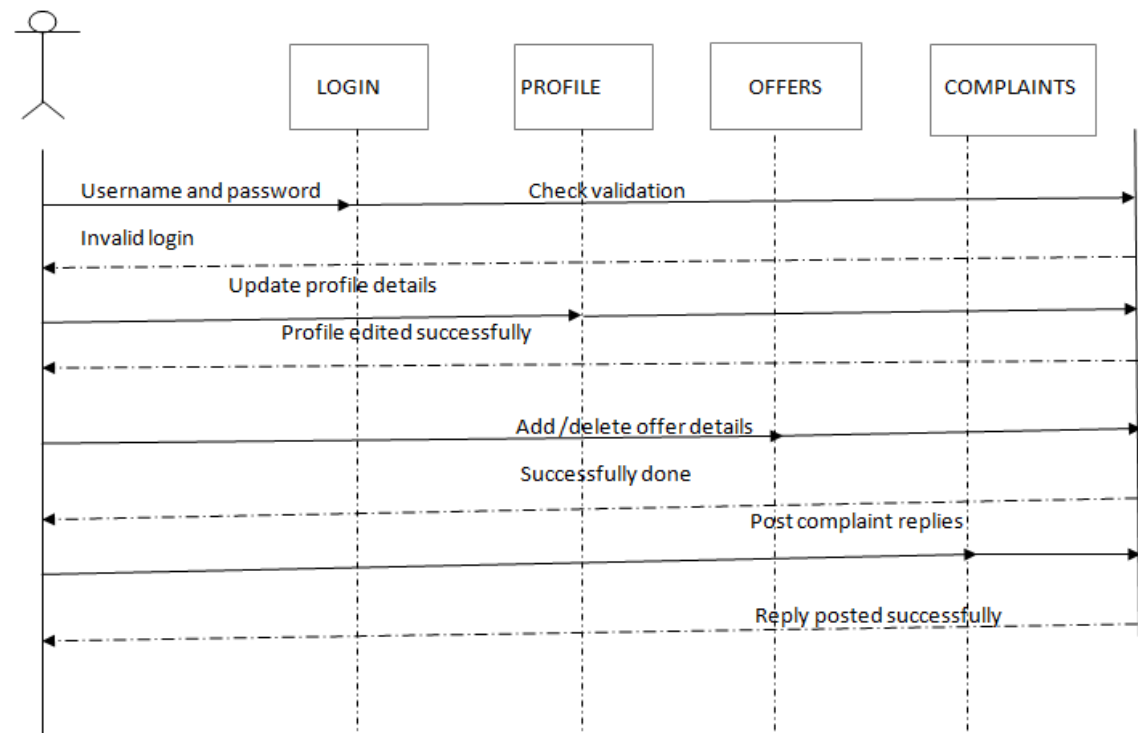 LOGIN
PROFILE
OFFERS
COMPLAINTS
Username and password
Check validation
Invalid login
Update profile details
Profile edited successfully
Add /delete offer details
Successfully done
Post complaint replies
Reply posted successfully